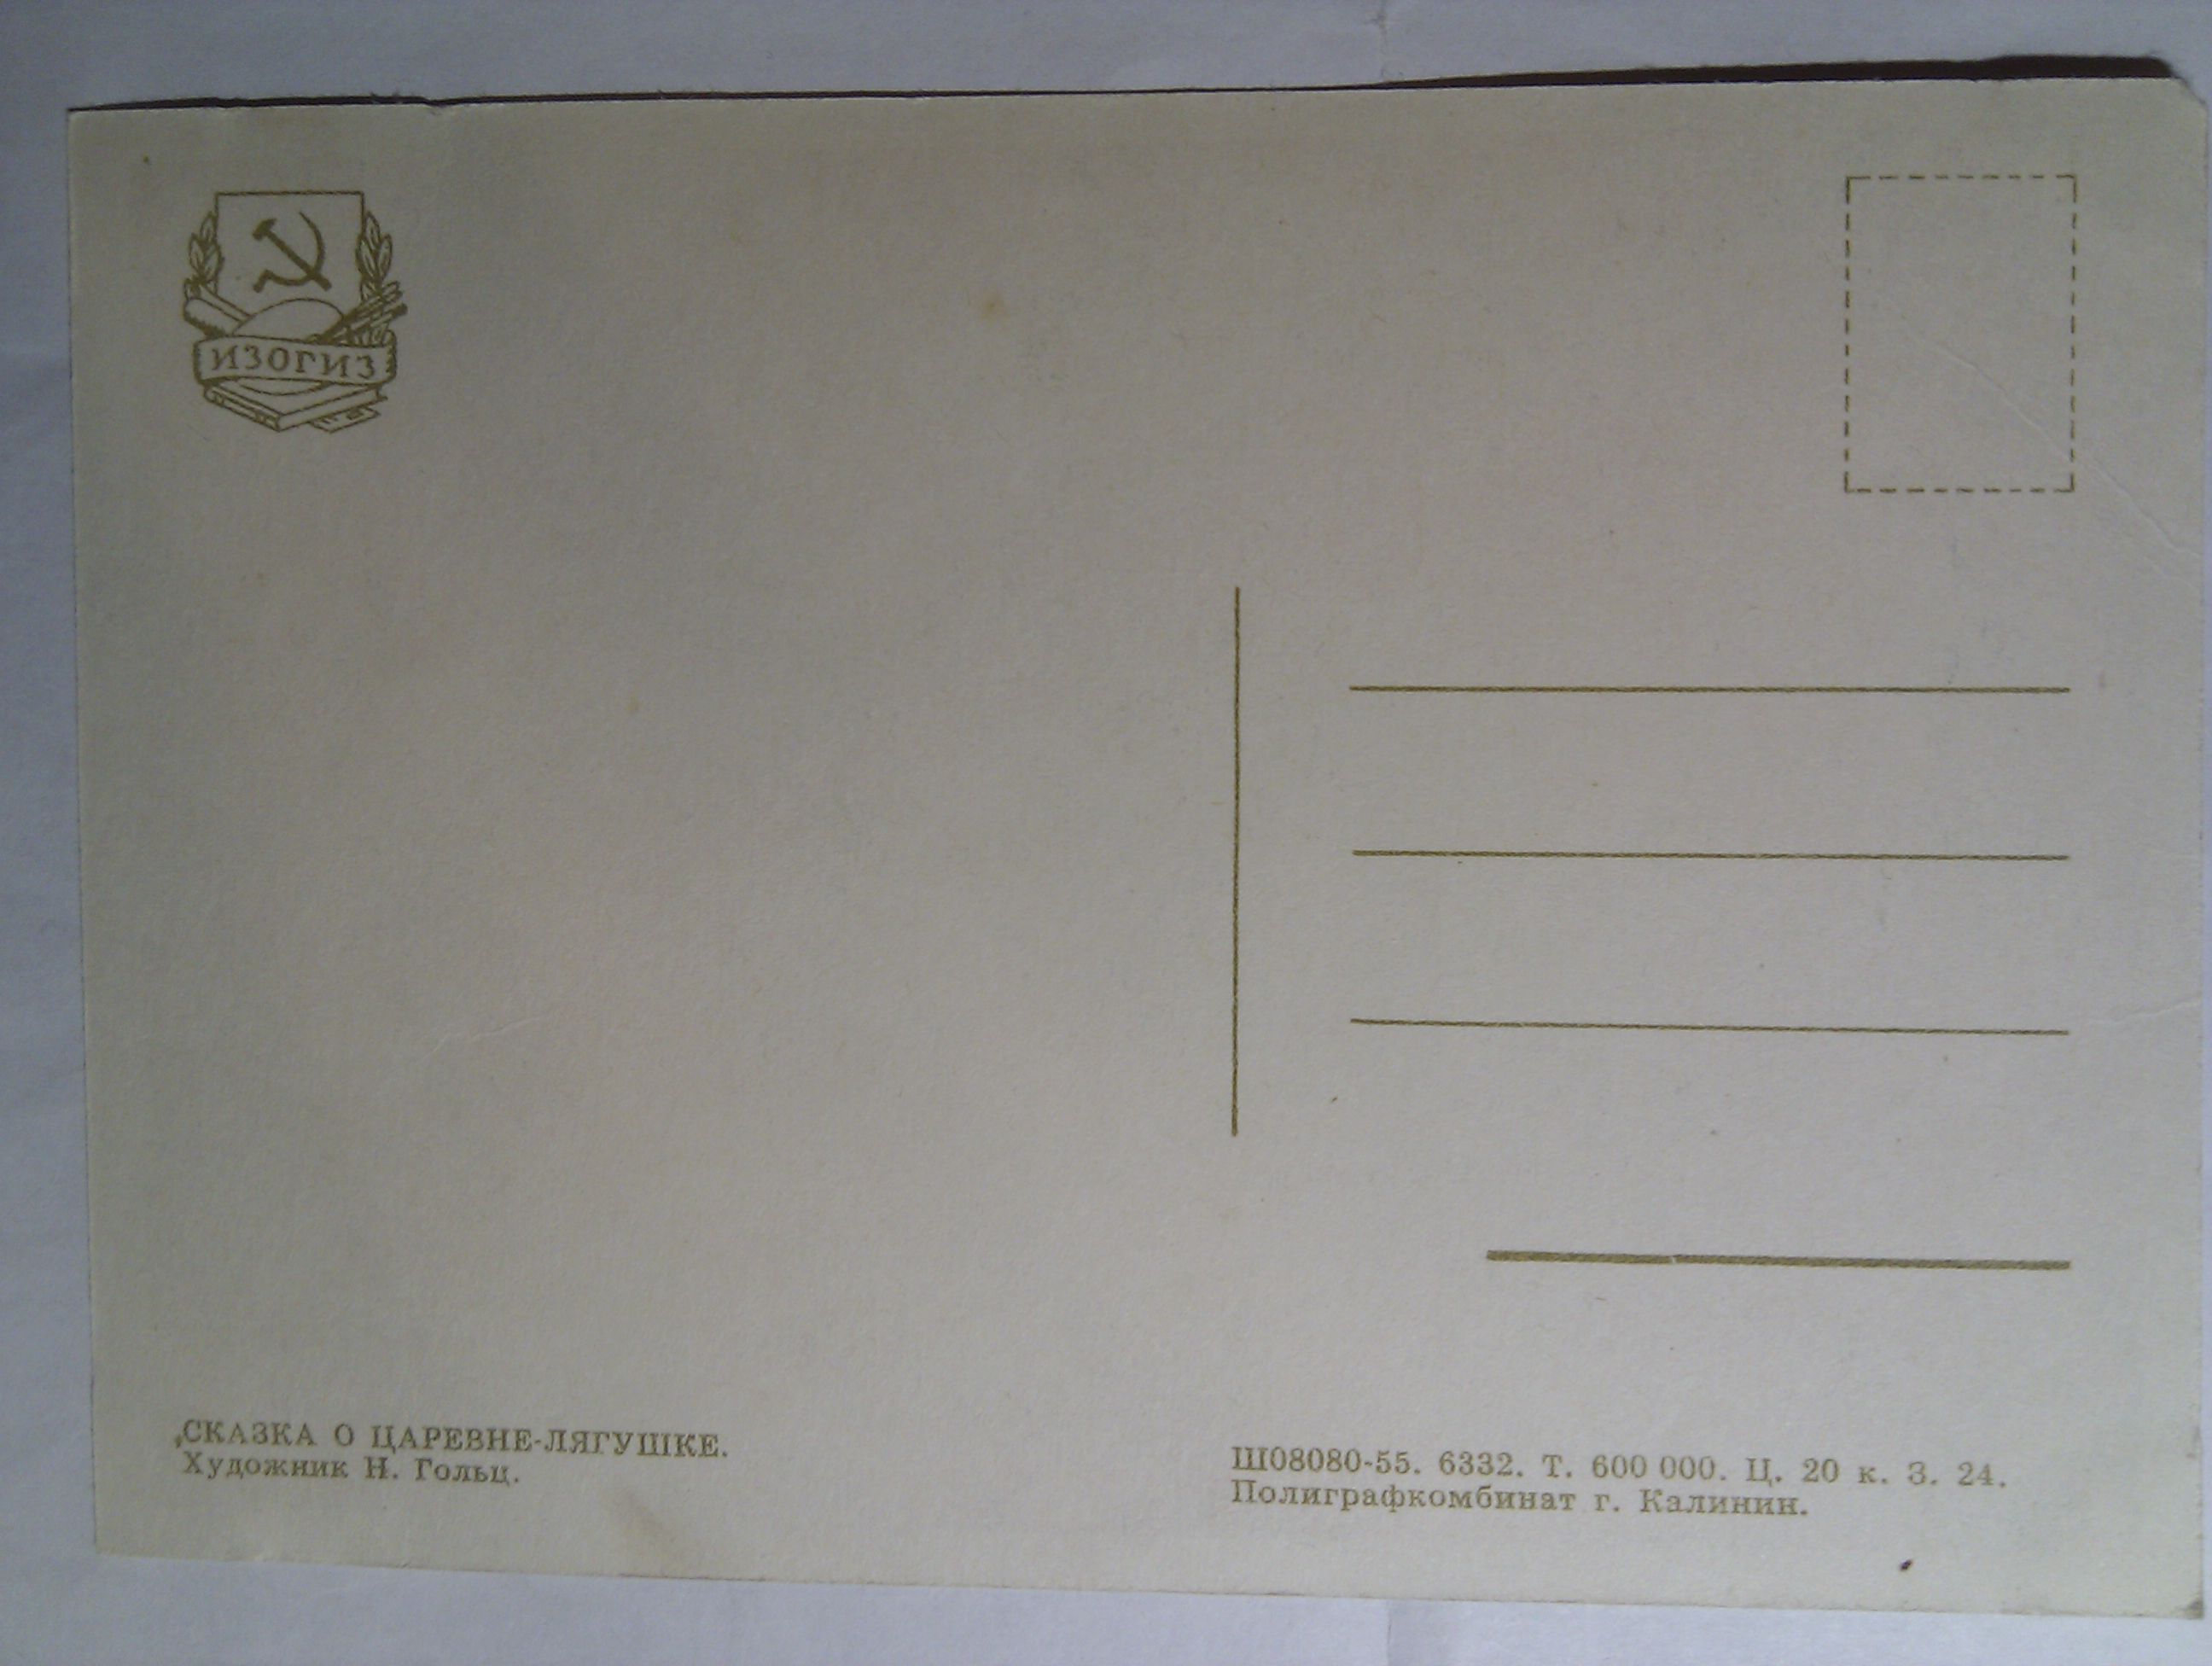 ИЗОГИЗ
СКАЗКА О ЦАРЕВНЕ-ЛЯГУШКЕ.
Художник Н. Гольц.
Ш08080-55. 6332. Т. 600 000. Ц. 20 к. З. 24.
Полиграфкомбинат г. Калинин.